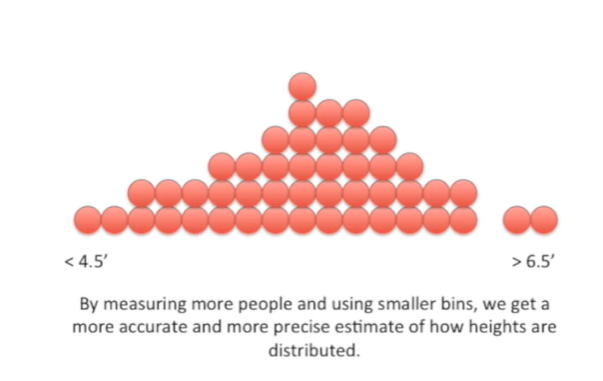 < 4.5′ > 6.5′
By measuring more people and using smaller bins, we get a
more accurate and more precise estimate of how heights are
distributed.